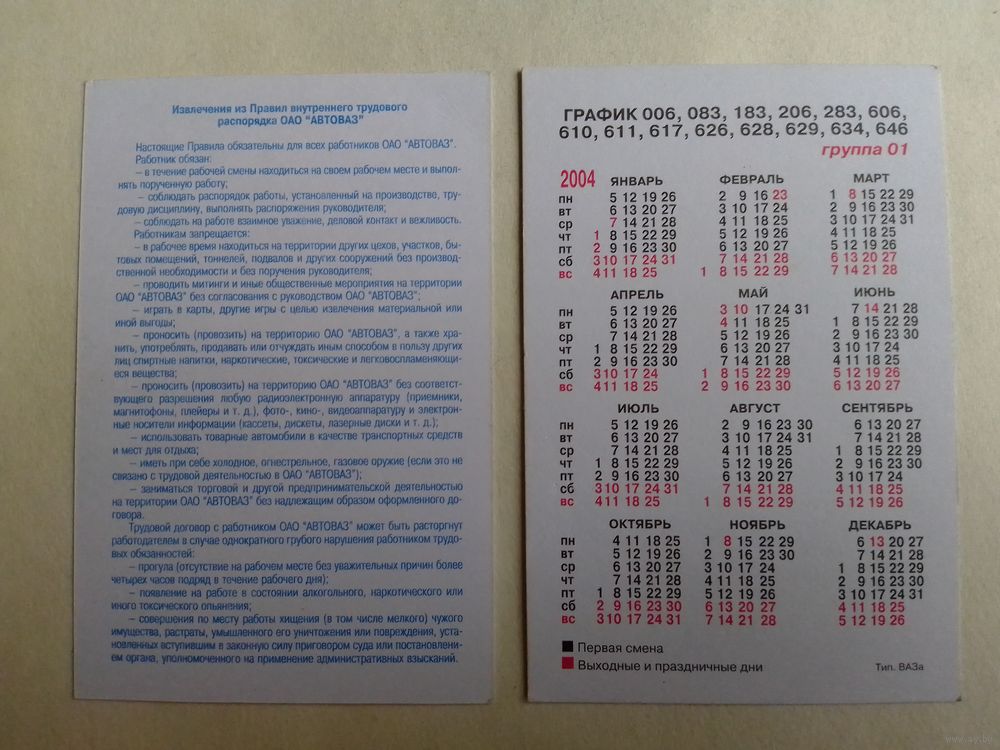 Извлечения из Правил внутреннего трудового
распорядка ОАО "АВТОВАЗ"
Настоящие Правила обязательны для всех работников ОАО "АВТОВАЗ".
Работник обязан:
– в течение рабочей смены находиться на своем рабочем месте и выпол-
нять порученную работу;
– соблюдать распорядок работы, установленный на производстве, тру-
довую дисциплину, выполнять распоряжения руководителя;
– соблюдать на работе взаимное уважение, деловой контакт и вежливость.
Работникам запрещается:
– в рабочее время находиться на территории других цехов, участков, бы-
товых помещений, тоннелей, подвалов и других сооружений без производ-
ственной необходимости и без поручения руководителя;
– проводить митинги и иные общественные мероприятия на территории
ОАО "АВТОВАЗ" без согласования с руководством ОАО "АВТОВАЗ";
– играть в карты, другие игры с целью извлечения материальной или
иной выгоды;
– проносить (провозить) на территорию ОАО "АВТОВАЗ", а также хра-
нить, употреблять, продавать или отчуждать иным способом в пользу других
лиц спиртные напитки, наркотические, токсические и легковоспламеняющи-
еся вещества;
– проносить (провозить) на территорию ОАО "АВТОВАЗ" без соответст-
вующего разрешения любую радиоэлектронную аппаратуру (приемники,
магнитофоны, плейеры и т. д.), фото-, кино-, видеоаппаратуру и электрон-
ные носители информации (кассеты, дискеты, лазерные диски и т. д.);
– использовать товарные автомобили в качестве транспортных средств
и мест для отдыха;
– иметь при себе холодное, огнестрельное, газовое оружие (если это не
связано с трудовой деятельностью в ОАО "АВТОВАЗ");
– заниматься торговой и другой предпринимательской деятельностью
на территории ОАО "АВТОВАЗ" без надлежащим образом оформленного до-
говора.
Трудовой договор с работником ОАО "АВТОВАЗ" может быть расторгнут
работодателем в случае однократного грубого нарушения работником трудо-
вых обязанностей:
– прогула (отсутствие на рабочем месте без уважительных причин более
четырех часов подряд в течение рабочего дня);
– появление на работе в состоянии алкогольного, наркотического или
иного токсического опьянения;
– совершения по месту работы хищения (в том числе мелкого) чужого
имущества, растраты, умышленного его уничтожения или повреждения, уста-
новленных вступившим в законную силу приговором суда или постановлени-
ем органа, уполномоченного на применение административных взысканий.
ГРАФИК 006, 083, 183, 206, 283, 606,
610, 611, 617, 626, 628, 629, 634, 646
группа 01
2004 ЯНВАРЬ ФЕВРАЛЬ МАРТ
пн 5 12 19 26 2 9 16 23 1 8 15 22 29
вт 6 13 20 27 3 10 17 24 2 9 16 23 30
ср 7 14 21 28 4 11 18 25 3 10 17 24 31
чт 1 8 15 22 29 5 12 19 26 4 11 18 25
пт 2 9 16 23 30 6 13 20 27 5 12 19 26
сб 3 10 17 24 31 7 14 21 28 6 13 20 27
вс 4 11 18 25 1 8 15 22 29 7 14 21 28
АПРЕЛЬ МАЙ ИЮНЬ
пн 5 12 19 26 3 10 17 24 31 7 14 21 28
вт 6 13 20 27 4 11 18 25 1 8 15 22 29
ср 7 14 21 28 5 12 19 26 2 9 16 23 30
чт 1 8 15 22 29 6 13 20 27 3 10 17 24
пт 2 9 16 23 30 7 14 21 28 4 11 18 25
сб 3 10 17 24 1 8 15 22 29 5 12 19 26
вс 4 11 18 25 2 9 16 23 30 6 13 20 27
ИЮЛЬ АВГУСТ СЕНТЯБРЬ
пн 5 12 19 26 2 9 16 23 30 6 13 20 27
вт 6 13 20 27 3 10 17 24 31 7 14 21 28
ср 7 14 21 28 4 11 18 25 1 8 15 22 29
чт 1 8 15 22 29 5 12 19 26 2 9 16 23 30
пт 2 9 16 23 30 6 13 20 27 3 10 17 24
сб 3 10 17 24 31 7 14 21 28 4 11 18 25
вс 4 11 18 25 1 8 15 22 29 5 12 19 26
ОКТЯБРЬ НОЯБРЬ ДЕКАБРЬ
пн 4 11 18 25 1 8 15 22 29 6 13 20 27
вт 5 12 19 26 2 9 16 23 30 7 14 21 28
ср 6 13 20 27 3 10 17 24 1 8 15 22 29
чт 7 14 21 28 4 11 18 25 2 9 16 23 30
пт 1 8 15 22 29 5 12 19 26 3 10 17 24 31
сб 2 9 16 23 30 6 13 20 27 4 11 18 25
вс 3 10 17 24 31 7 14 21 28 5 12 19 26
Первая смена
Выходные и праздничные дни Тип. ВАЗа